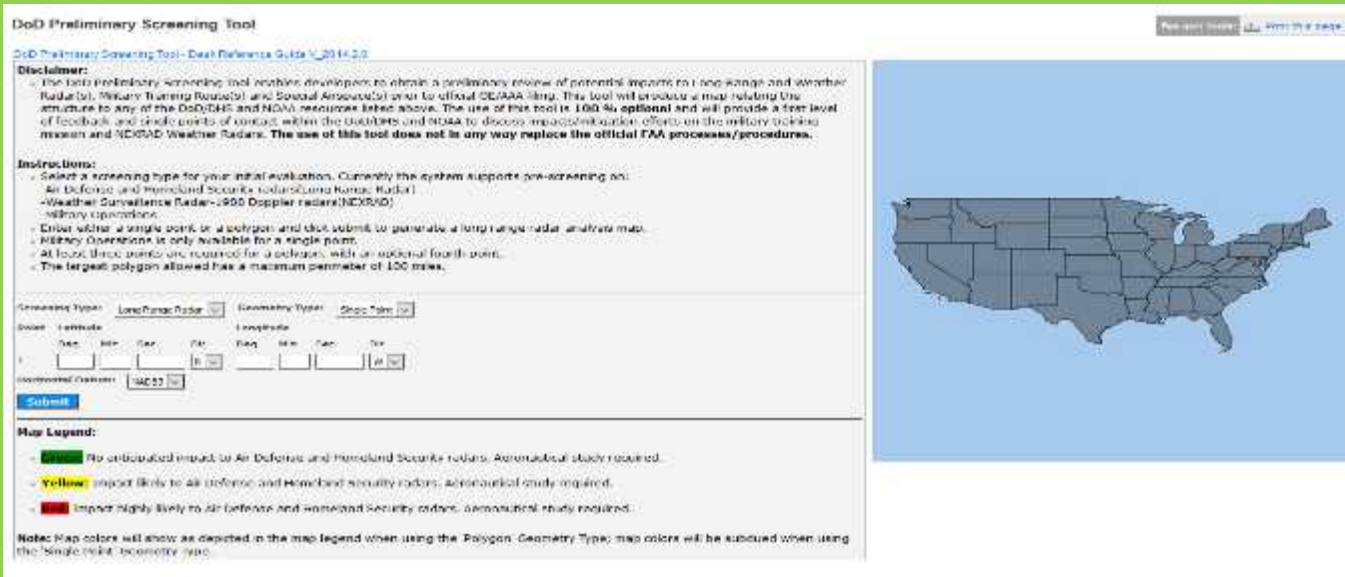 DoD Preliminary Screening Tool
Print this page
DoD Preliminary Screening Tool - Desk Reference Guide V_2014.2.0
Disclaimer:
The DoD Preliminary Screening Tool enables developers to obtain a preliminary review of potential impacts to Long-Range and Weather
Radar(s), Military Training Route(s) and Special Airspace(s) prior to official OE/AAA filing. This tool will produce a map relating the
structure to any of the DoD/DHS and NOAA resources listed above. The use of this tool is 100 % optional and will provide a first level
of feedback and single points of contact within the DoD/DHS and NOAA to discuss impacts/mitigation efforts on the military training
mission and NEXRAD Weather Radars. The use of this tool does not in any way replace the official FAA processes/procedures.
Instructions:
Select a screening type for your initial evaluation. Currently the system supports pre-screening on:
-Air Defense and Homeland Security radars(Long Range Radar)
-Weather Surveillance Radar-1988 Doppler radars(NEXRAD)
-Military Operations
Enter either a single point or a polygon and click submit to generate a long range radar analysis map.
Military Operations is only available for a single point.
At least three points are required for a polygon, with an optional fourth point.
The largest polygon allowed has a maximum perimeter of 100 miles.
Screening Type: Long Range Radar Geometry Type: Single Point
Point Latitude Longitude
Deg Min Sec Dir Deg Min Sec Dir
1 N W
Horizontal Datum: NAD83
Submit
Map Legend:
Green: No anticipated impact to Air Defense and Homeland Security radars. Aeronautical study required.
Yellow: Impact likely to Air Defense and Homeland Security radars. Aeronautical study required.
Red: Impact highly likely to Air Defense and Homeland Security radars. Aeronautical study required.
Note: Map colors will show as depicted in the map legend when using the 'Polygon' Geometry Type; map colors will be subdued when using
the 'Single Point' Geometry Type.